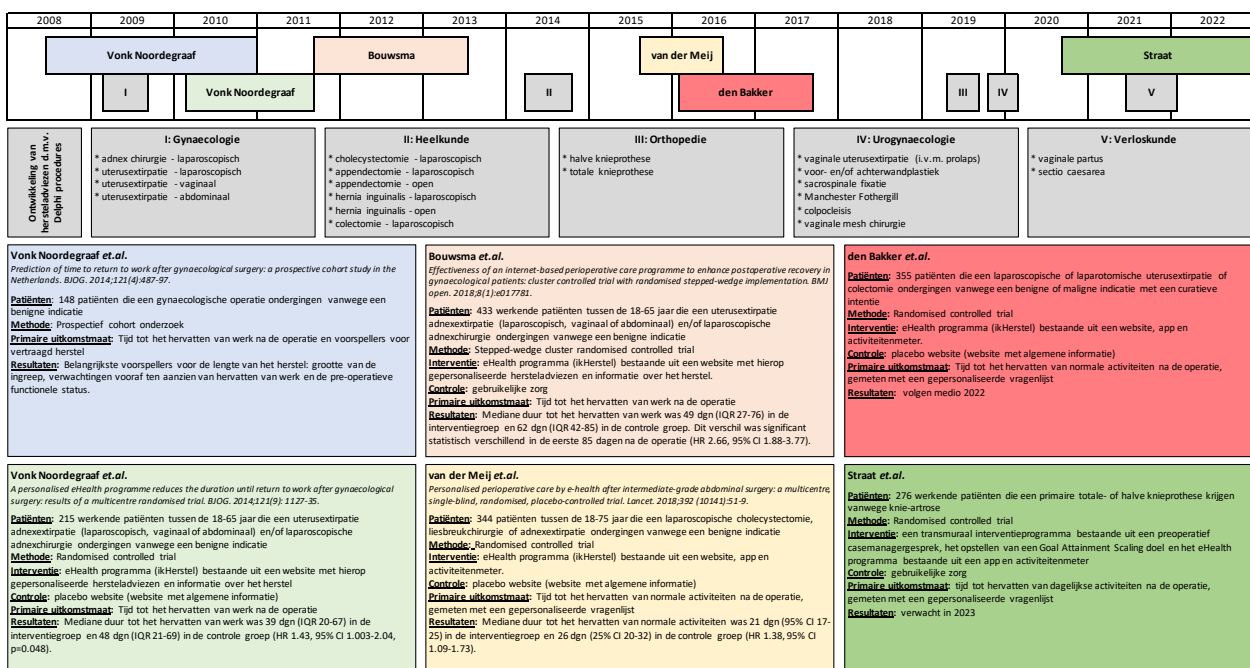 2008 2009 2010 2011 2012 2013 2014 2015 2016 2017 2018 2019 2020 2021 2022
Vonk Noordegraaf
Bouwsma
van der Meij
Straat
I
Vonk Noordegraaf
II
den Bakker
III
IV
V
Ontwikkeling van
hersteladviezen d.m.v.
Delphi procedures
I: Gynaecologie
* adnex chirurgie - laparoscopisch
* uterusextirpatie - laparoscopisch
* uterusextirpatie - vaginaal
* uterusextirpatie - abdominaal
II: Heelkunde
* cholecystectomie - laparoscopisch
* appendectomie - laparoscopisch
* appendectomie - open
* hernia inguinalis - laparoscopisch
* hernia inguinalis - open
* colectomie - laparoscopisch
III: Orthopedie
* halve knieprothese
* totale knieprothese
IV: Urogynaecologie
* vaginale uterusextirpatie (i.v.m. prolaps)
* voor- en/of achterwandplastiek
* sacrospinale fixatie
* Manchester Fothergill
* colpocleisis
* vaginale mesh chirurgie
V: Verloskunde
* vaginale partus
* sectio caesarea
Vonk Noordegraaf et.al.
Prediction of time to return to work after gynaecological surgery: a prospective cohort study in the
Netherlands. BJOG. 2014;121(4):487-97.
Patiënten: 148 patiënten die een gynaecologische operatie ondergingen vanwege een
benigne indicatie
Methode: Prospectief cohort onderzoek
Primaire uitkomstmaat: Tijd tot het hervatten van werk na de operatie en voorspellers voor
vertraagd herstel
Resultaten: Belangrijkste voorspellers voor de lengte van het herstel: grootte van de
ingreep, verwachtingen vooraf ten aanzien van hervatten van werk en de pre-operatieve
functionele status.
Bouwsma et.al.
Effectiveness of an internet-based perioperative care programme to enhance postoperative recovery in
gynaecological patients: cluster controlled trial with randomised stepped-wedge implementation. BMJ
open. 2018;8(1):e017781.
Patiënten: 433 werkende patiënten tussen de 18-65 jaar die een uterusextirpatie
adnexextirpatie (laparoscopisch, vaginaal of abdominaal) en/of laparoscopische
adnexchirurgie ondergingen vanwege een benigne indicatie
Methode: Stepped-wedge cluster randomised controlled trial
Interventie: eHealth programma (ikHerstel) bestaande uit een website met hierop
gepersonaliseerde hersteladviezen en informatie over het herstel.
Controle: gebruikelijke zorg
Primaire uitkomstmaat: Tijd tot het hervatten van werk na de operatie
Resultaten: Mediane duur tot het hervatten van werk was 49 dgn (IQR 27-76) in de
interventiegroep en 62 dgn (IQR 42-85) in de controle groep. Dit verschil was significant
statistisch verschillend in de eerste 85 dagen na de operatie (HR 2.66, 95% CI 1.88-3.77).
den Bakker et.al.
Patiënten: 355 patiënten die een laparoscopische of laparotomische uterusextirpatie of
colectomie ondergingen vanwege een benigne of maligne indicatie met een curatieve
intentie
Methode: Randomised controlled trial
Interventie: eHealth programma (ikHerstel) bestaande uit een website, app en
activiteitenmeter.
Controle: placebo website (website met algemene informatie)
Primaire uitkomstmaat: Tijd tot het hervatten van normale activiteiten na de operatie,
gemeten met een gepersonaliseerde vragenlijst
Resultaten: volgen medio 2022
Vonk Noordegraaf et.al.
A personalised eHealth programme reduces the duration until return to work after gynaecological
surgery: results of a multicentre randomised trial. BJOG. 2014;121(9): 1127-35.
Patiënten: 215 werkende patiënten tussen de 18-65 jaar die een uterusextirpatie
adnexextirpatie (laparoscopisch, vaginaal of abdominaal) en/of laparoscopische
adnexchirurgie ondergingen vanwege een benigne indicatie
Methode: Randomised controlled trial
Interventie: eHealth programma (ikHerstel) bestaande uit een website met hierop
gepersonaliseerde hersteladviezen en informatie over het herstel
Controle: placebo website (website met algemene informatie)
Primaire uitkomstmaat: Tijd tot het hervatten van werk na de operatie
Resultaten: Mediane duur tot het hervatten van werk was 39 dgn (IQR 20-67) in de
interventiegroep en 48 dgn (IQR 21-69) in de controle groep (HR 1.43, 95% CI 1.003-2.04,
p=0.048).
van der Meij et.al.
Personalised perioperative care by e-health after intermediate-grade abdominal surgery: a multicentre,
single-blind, randomised, placebo-controlled trial. Lancet. 2018;392 (10141):51-9.
Patiënten: 344 patiënten tussen de 18-75 jaar die een laparoscopische cholecystectomie,
liesbreukchirurgie of adnexextirpatie ondergingen vanwege een benigne indicatie
Methode: Randomised controlled trial
Interventie: eHealth programma (ikHerstel) bestaande uit een website, app en
activiteitenmeter.
Controle: placebo website (website met algemene informatie)
Primaire uitkomstmaat: Tijd tot het hervatten van normale activiteiten na de operatie,
gemeten met een gepersonaliseerde vragenlijst
Resultaten: Mediane duur tot het hervatten van normale activiteiten was 21 dgn (95% CI 17-
25) in de interventiegroep en 26 dgn (25% CI 20-32) in de controle groep (HR 1.38, 95% CI
1.09-1.73).
Straat et.al.
Patiënten: 276 werkende patiënten die een primaire totale- of halve knieprothese krijgen
vanwege knie-artrose
Methode: Randomised controlled trial
Interventie: een transmuraal interventieprogramma bestaande uit een preoperatief
casemanagergesprek, het opstellen van een Goal Attainment Scaling doel en het eHealth
programma bestaande uit een app en activiteitenmeter
Controle: gebruikelijke zorg
Primaire uitkomstmaat: tijd tot hervatten van dagelijkse activiteiten na de operatie,
gemeten met een gepersonaliseerde vragenlijst
Resultaten: verwacht in 2023